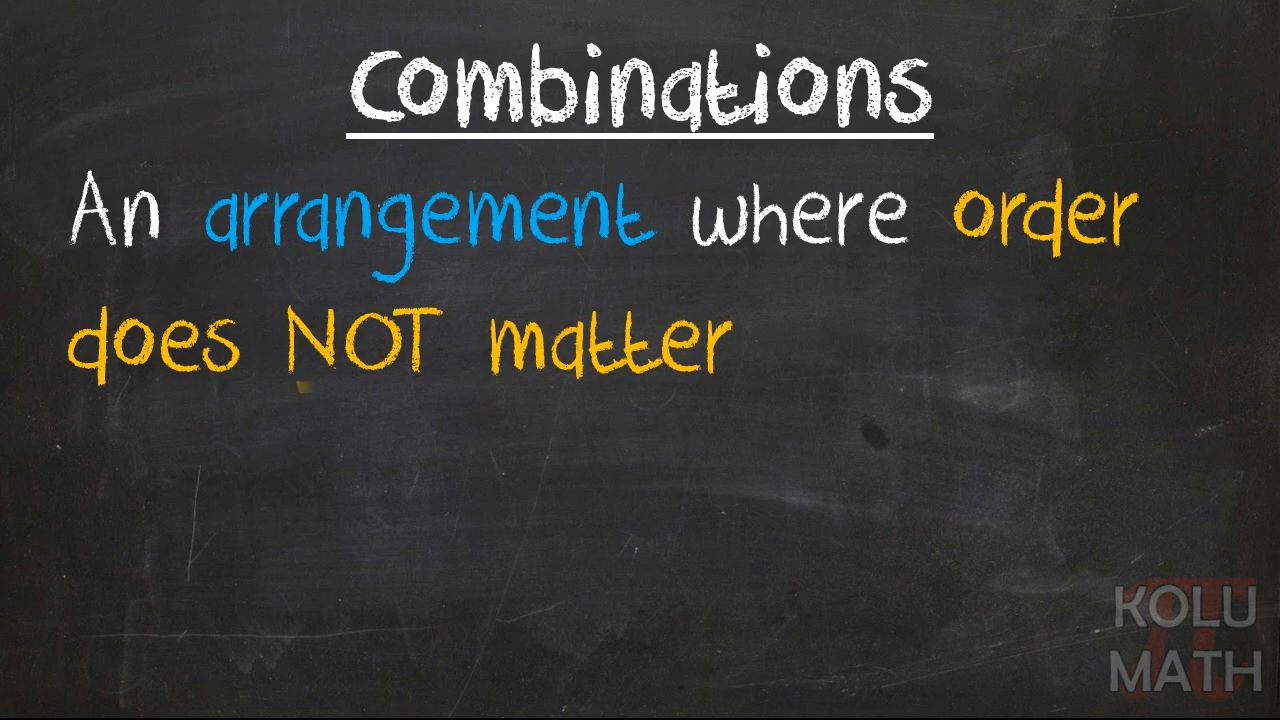 Combinations
An arrangement where order
does NOT matter
KOLU
MATH